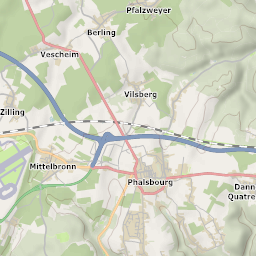 Pfalzweyer
Berling
Vescheim
Vilsberg
Zilling
Mittelbronn
Phalsbourg
Dann
Quatre